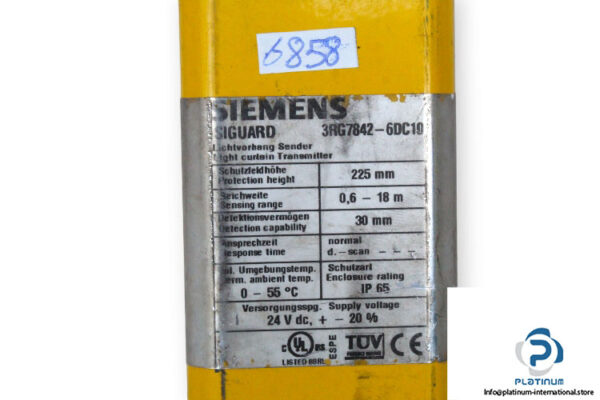 6858
SIEMENS
SIGUARD 3RG7842-6DC10
Lichtvorhang Sender
Light curtain Transmitter
Schutzfeldhöhe
Protection height 225 mm
Reichweite
Sensing range 0,6 - 18 m
Detektionsvermögen
Detection capability 30 mm
Ansprechzeit normal
Response time d.-scan - - -
Zul. Umgebungstemp. Schutzart
Perm. ambient temp. Enclosure rating
0 - 55 °C IP 65
Versorgungsspg. Supply voltage
24 V dc, + - 20 %
C UL US
LISTED
ESPE
TÜV
CE
PLATINUM
Info@platinum-international.store